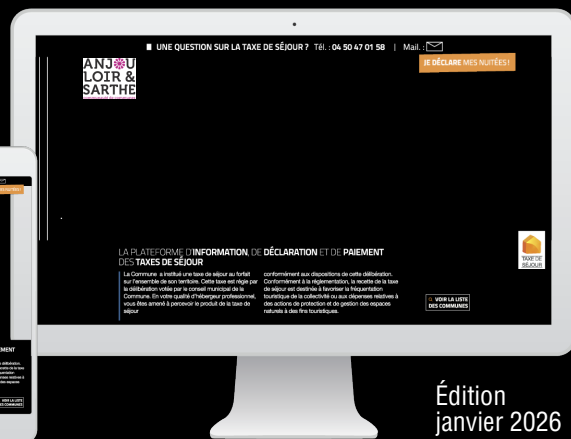 UNE QUESTION SUR LA TAXE DE SÉJOUR ? Tél. : 04 50 47 01 58 | Mail. :
JE DÉCLARE MES NUITÉES !
ANJOU
LOIR &
SARTHE
LA PLATEFORME D'INFORMATION, DE DÉCLARATION ET DE PAIEMENT
DES TAXES DE SÉJOUR
La Commune a institué une taxe de séjour au forfait
sur l'ensemble de son territoire. Cette taxe est régie par
la délibération votée par le conseil municipal de la
Commune. En votre qualité d'hébergeur professionnel,
vous êtes amené à percevoir le produit de la taxe de
séjour
conformément aux dispositions de cette délibération.
Conformément à la réglementation, la recette de la taxe
de séjour est destinée à favoriser la fréquentation
touristique de la collectivité ou aux dépenses relatives à
des actions de protection et de gestion des espaces
naturels à des fins touristiques.
TAXE DE
SÉJOUR
VOIR LA LISTE
DES COMMUNES
VOIR LA LISTE
DES COMMUNES
Édition
janvier 2026